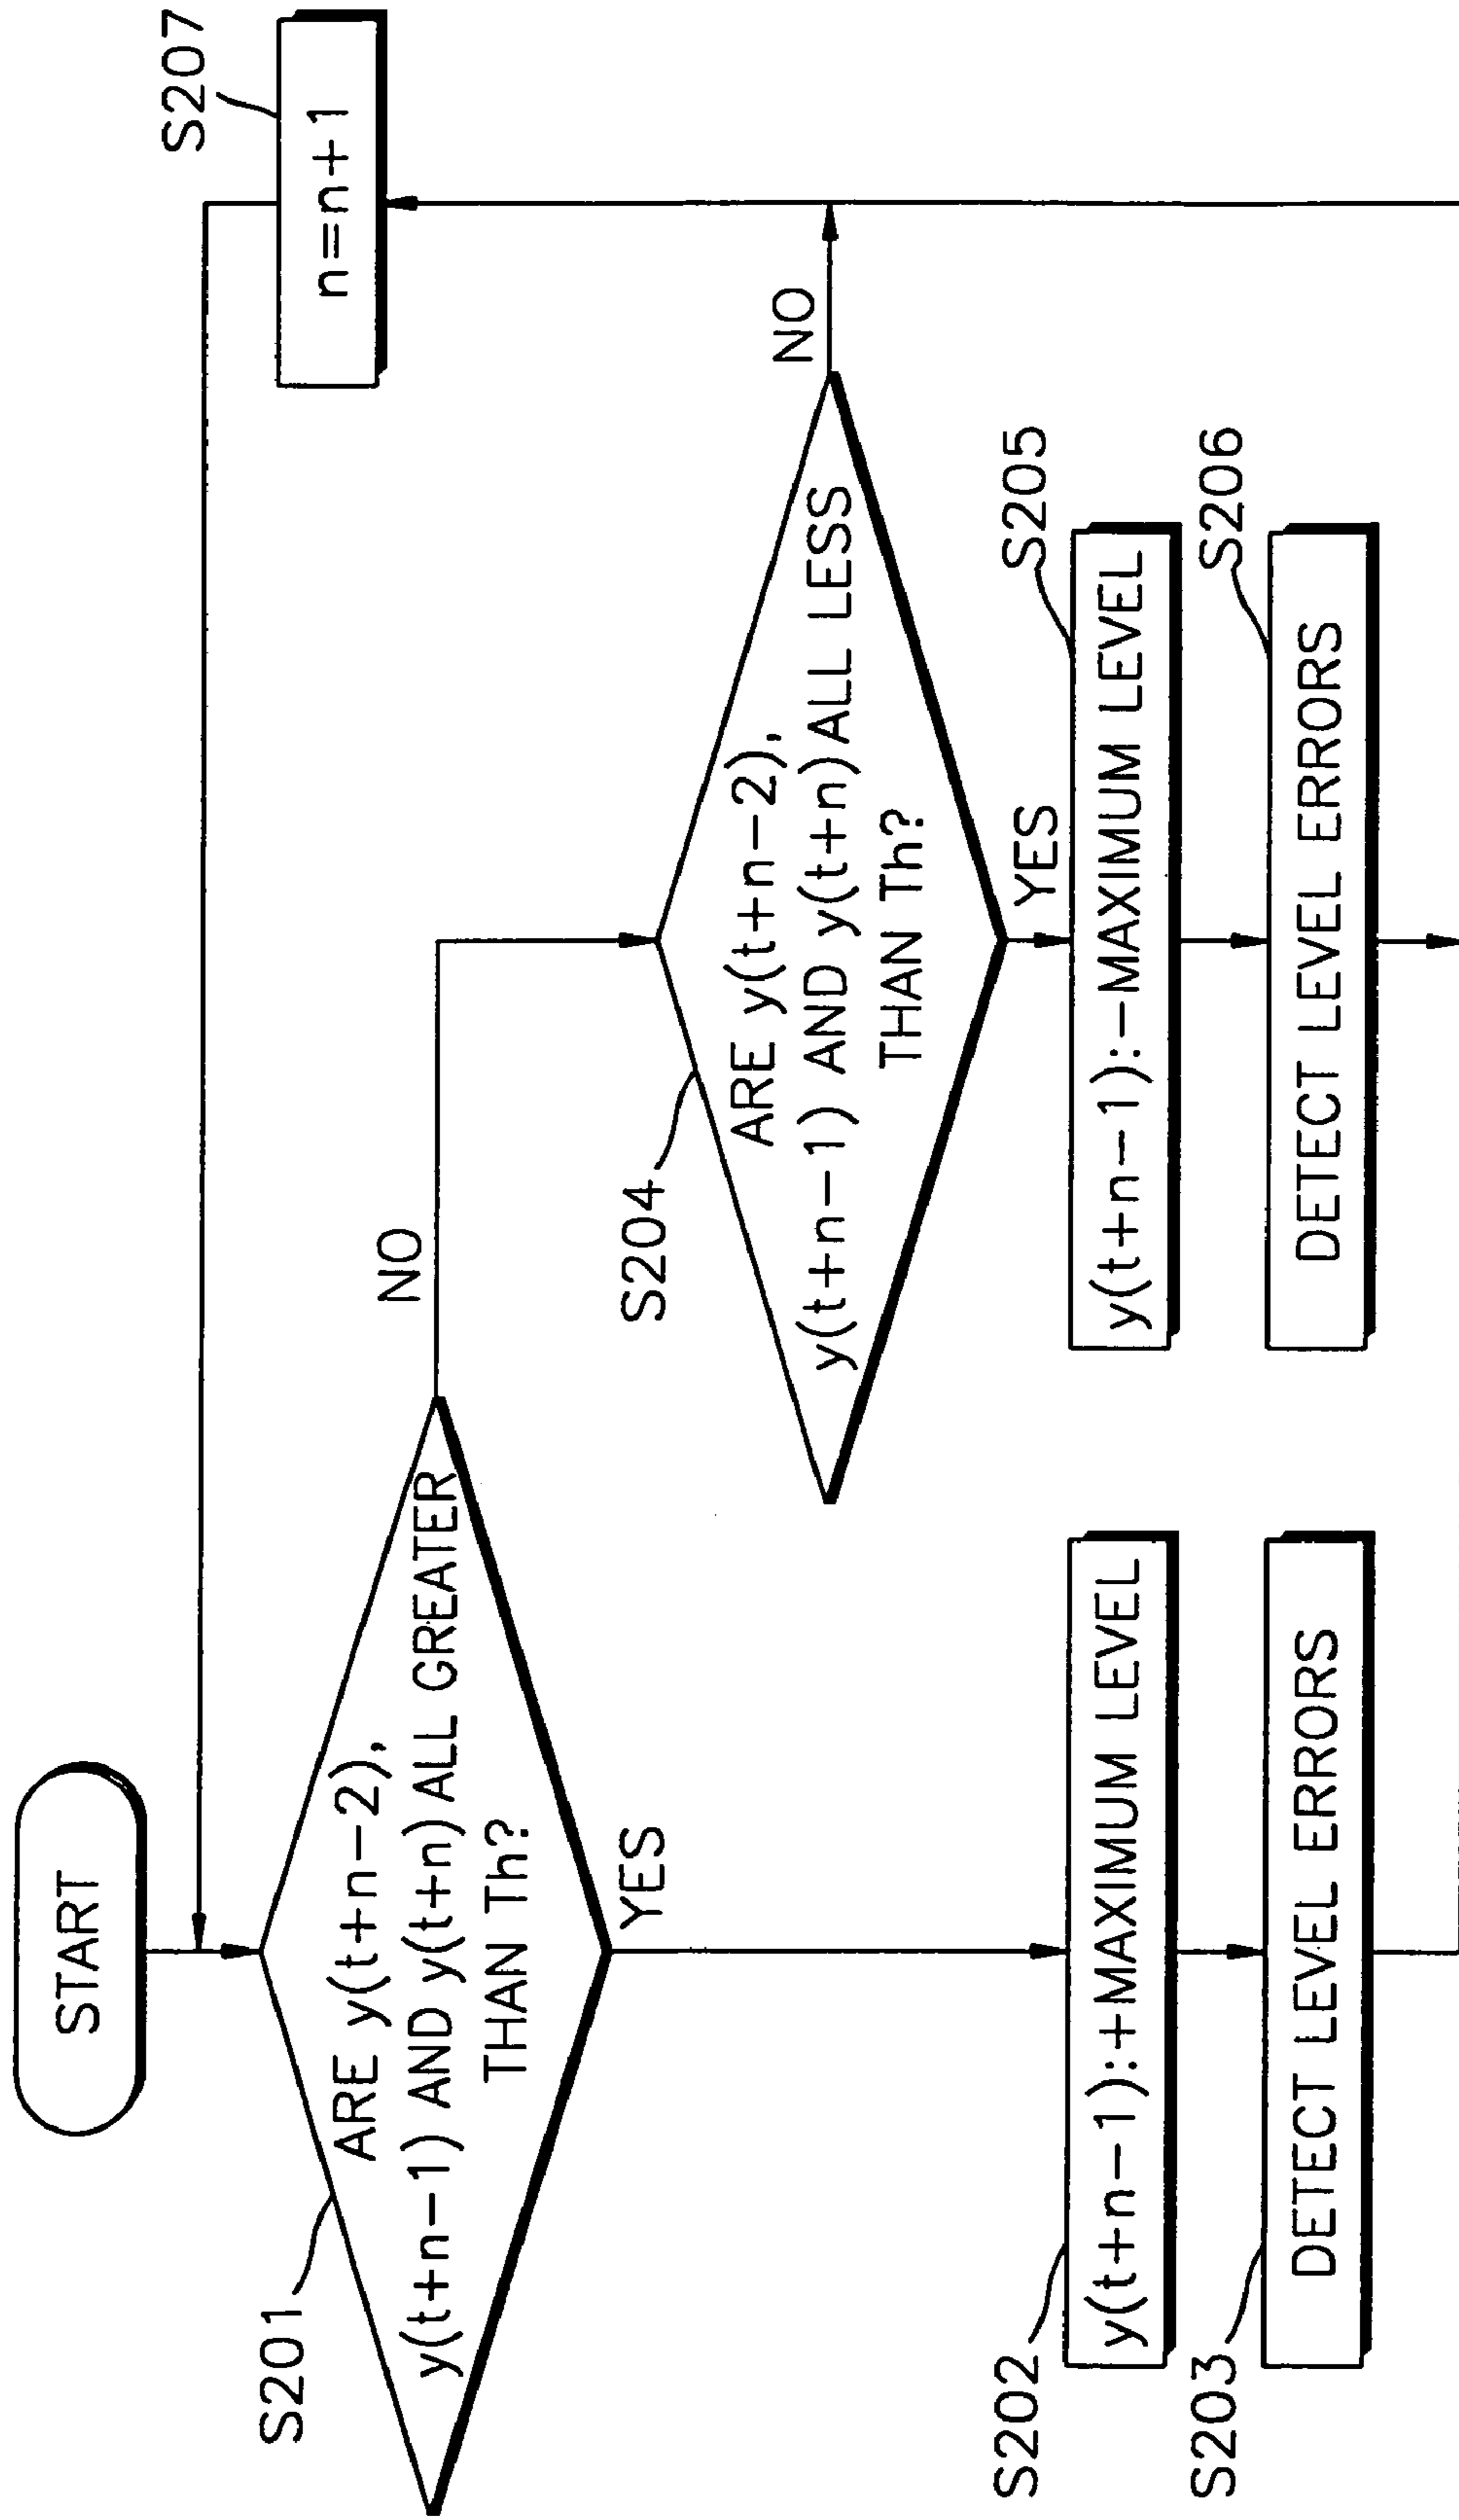 START
S201
ARE y(t+n-2),
y(t+n-1) AND y(t+n) ALL GREATER
THAN Th?
NO
YES
S202
y(t+n-1):+MAXIMUM LEVEL
S203
DETECT LEVEL ERRORS
S204
ARE y(t+n-2),
y(t+n-1) AND y(t+n) ALL LESS
THAN Th?
NO
YES
S205
y(t+n-1):-MAXIMUM LEVEL
S206
DETECT LEVEL ERRORS
S207
n=n+1